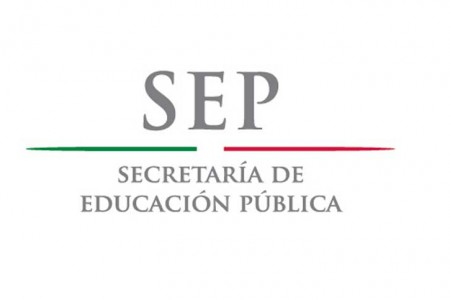 SEP
SECRETARÍA DE
EDUCACIÓN PÚBLICA